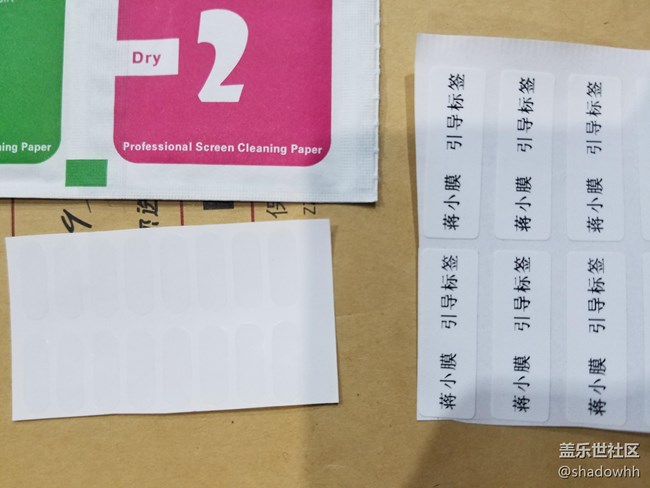 Dry
2
Professional Screen Cleaning Paper
ning Paper
蒋小膜 引导标签
蒋小膜 引导标签
蒋小膜 引导标签
蒋小膜 引导标签
蒋小膜 引导标签
蒋小膜 引导标签
保
盖乐世社区
@shadowhh